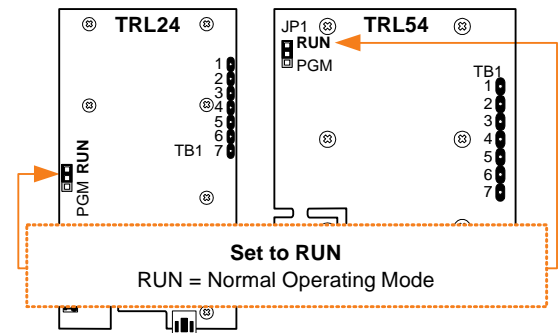 TRL24
1
2
3
4
5
6
TB1 7
RUN
PGM
JP1
TRL54
RUN
PGM
TB1
1
2
3
4
5
6
7
Set to RUN
RUN = Normal Operating Mode